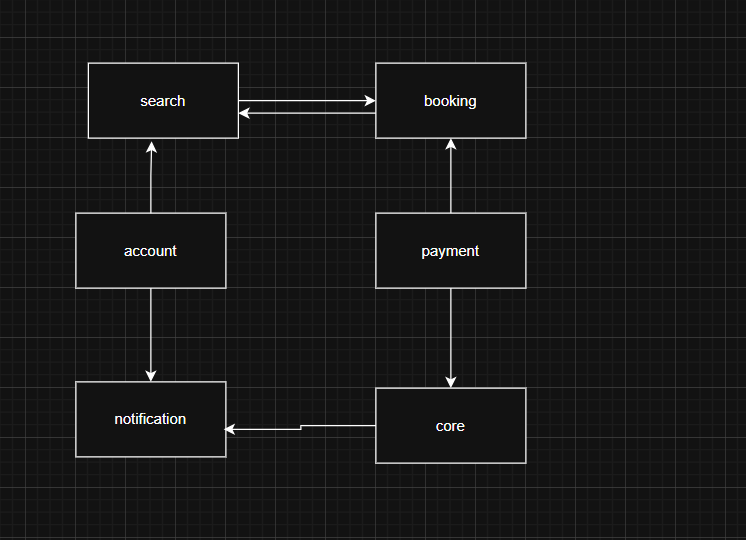 search
booking
account
payment
notification
core